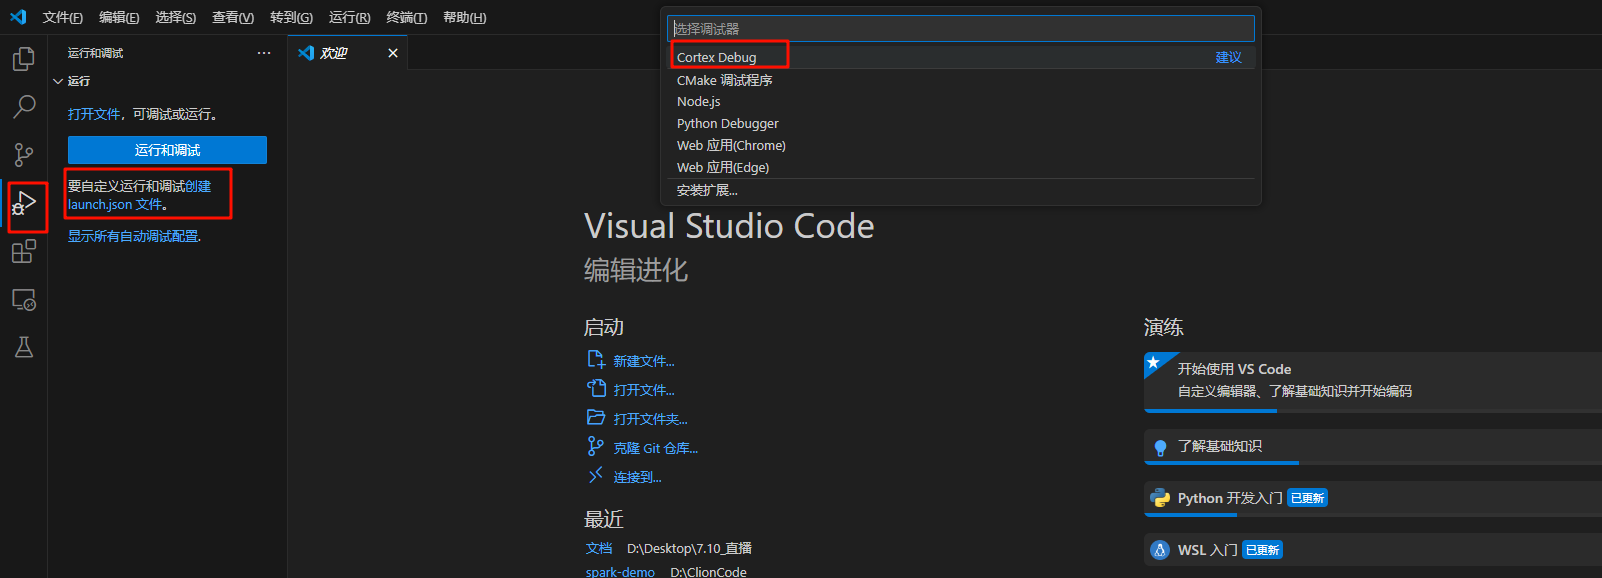 文件(F) 编辑(E) 选择(S) 查看(V) 转到(G) 运行(R) 终端(T) 帮助(H)
选择调试器
Cortex Debug 建议
CMake 调试程序
Node.js
Python Debugger
Web 应用(Chrome)
Web 应用(Edge)
安装扩展...
运行和调试 ...
运行
打开文件，可调试或运行。
运行和调试
要自定义运行和调试创建
launch.json 文件。
显示所有自动调试配置.
欢迎
Visual Studio Code
编辑进化
启动
新建文件...
打开文件...
打开文件夹...
克隆 Git 仓库...
连接到...
最近
文档 D:\Desktop\7.10_直播
spark-demo D:\ClionCode
演练
开始使用 VS Code
自定义编辑器、了解基础知识并开始编码
了解基础知识
Python 开发入门 已更新
WSL 入门 已更新